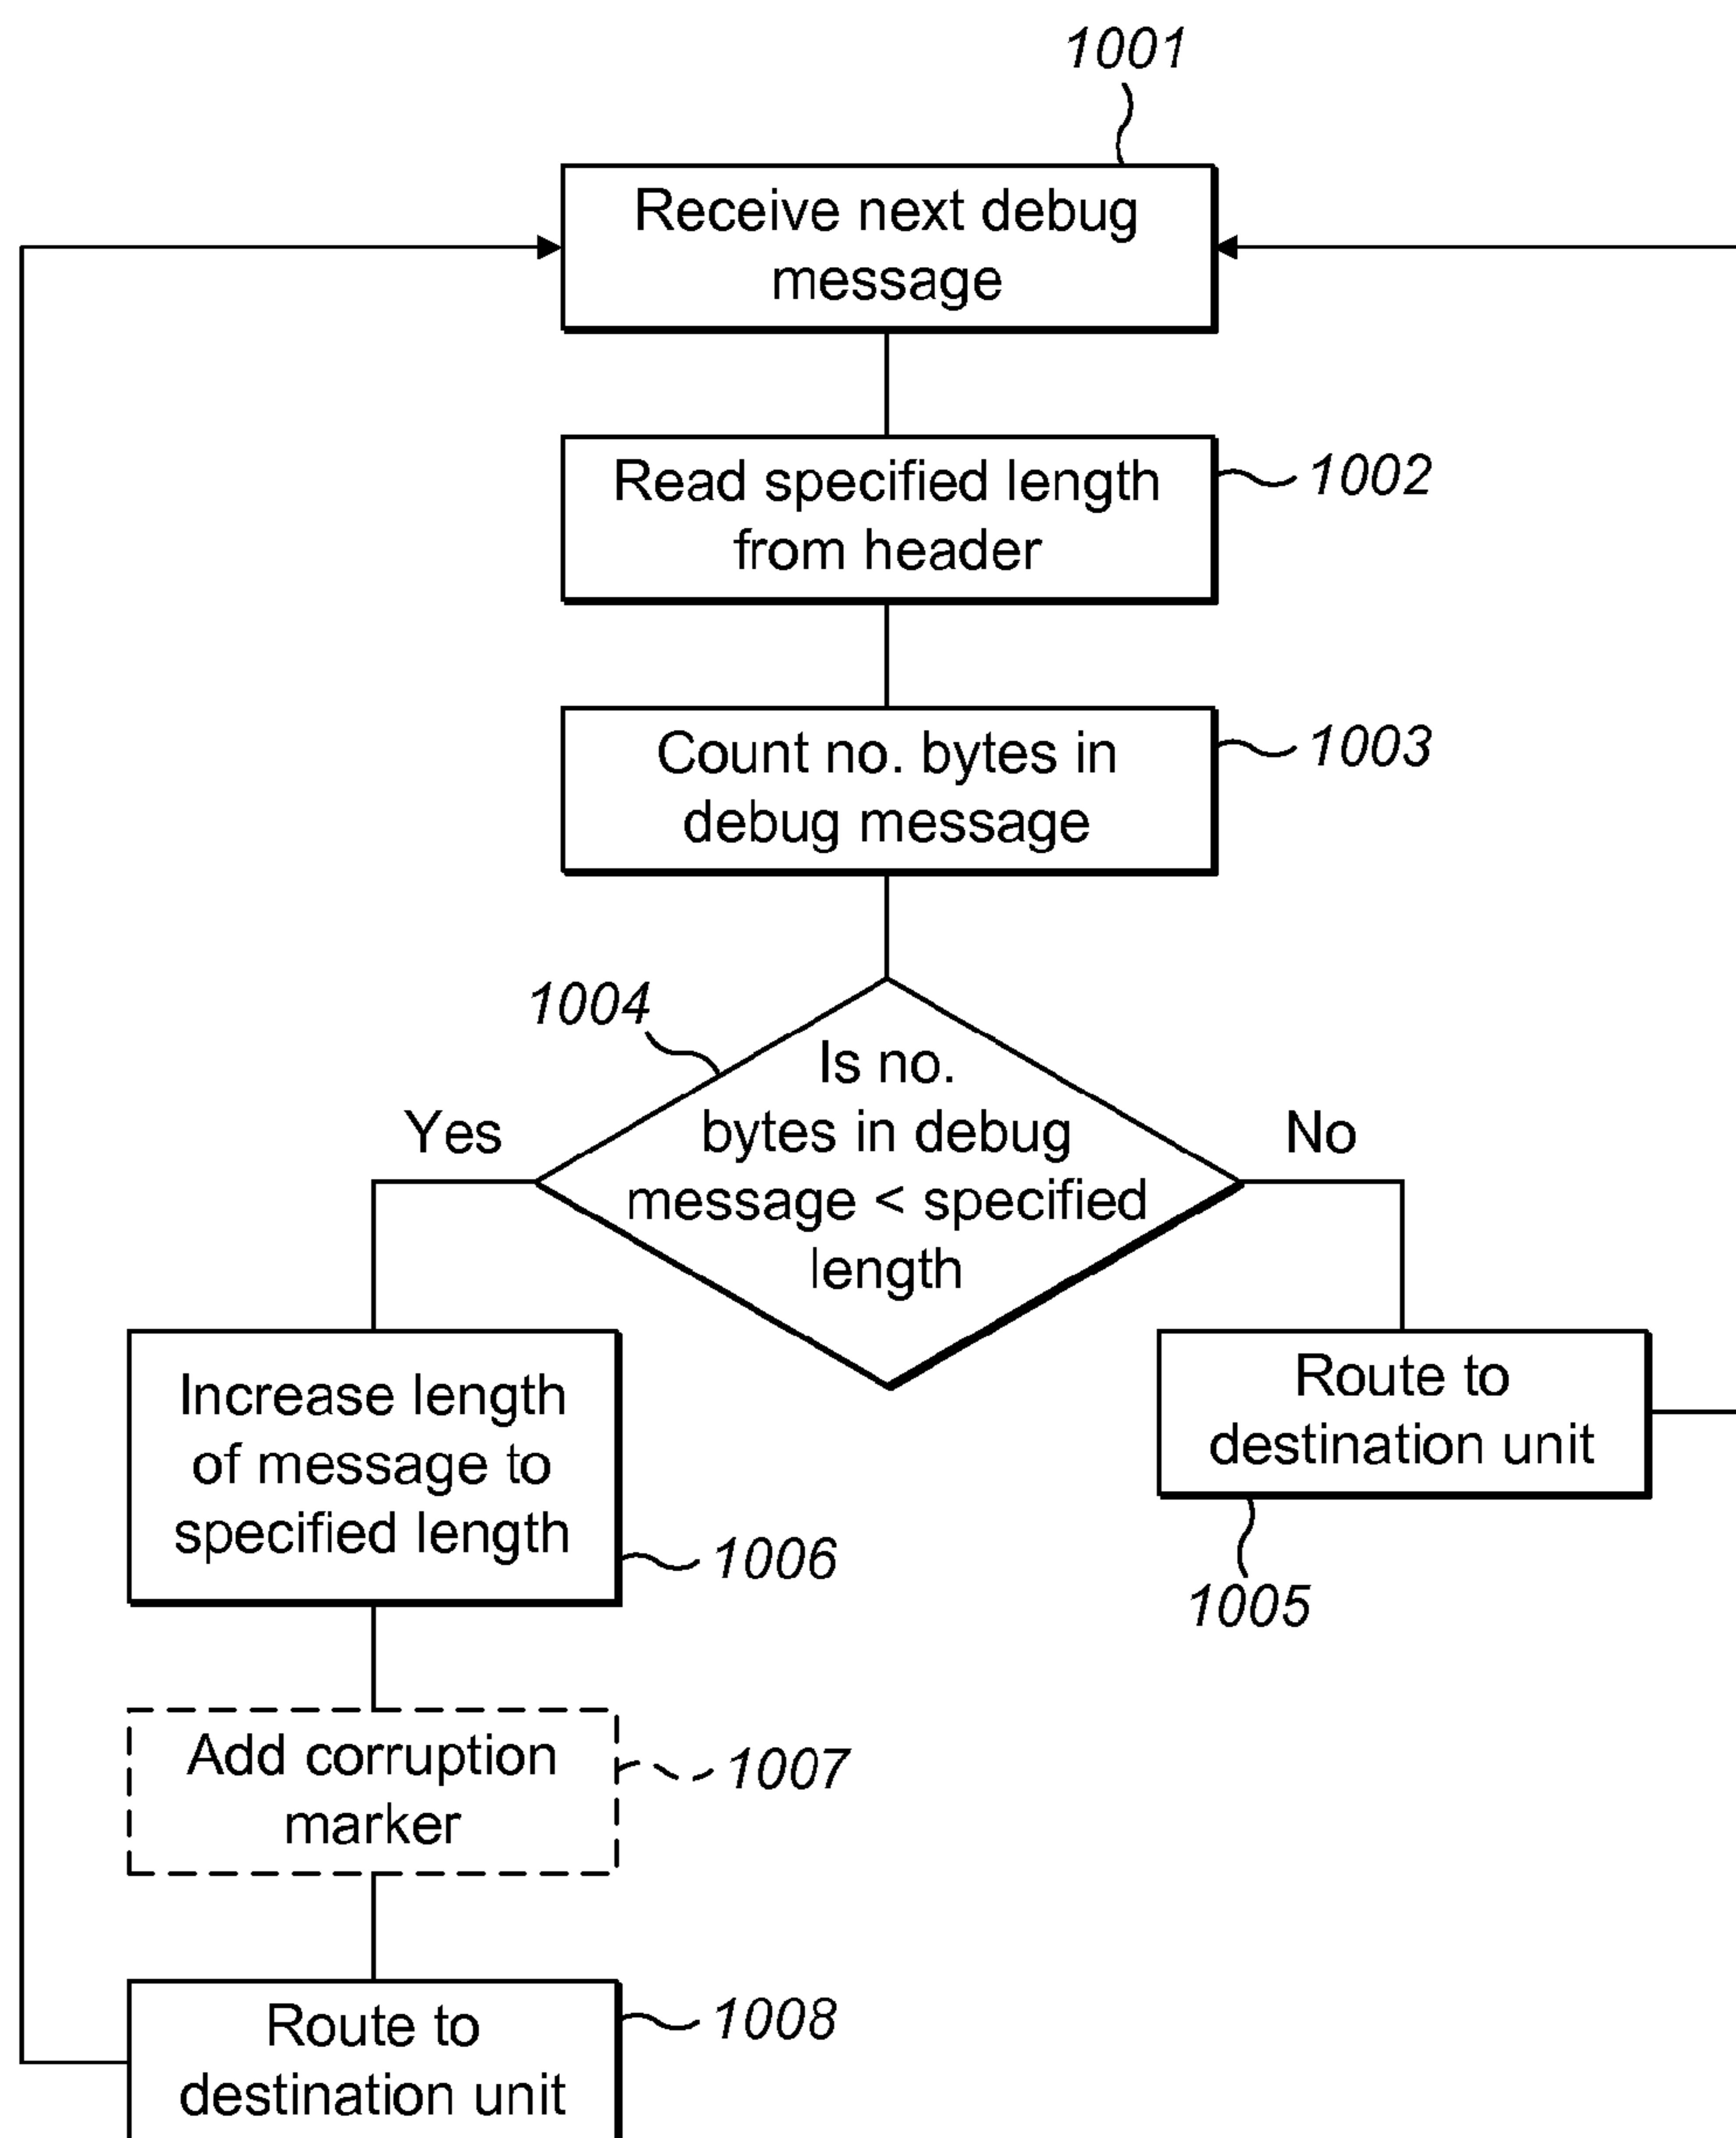 1001
Receive next debug
message
Read specified length
from header
1002
Count no. bytes in
debug message
1003
1004
Is no.
bytes in debug
message < specified
length
Yes
No
Increase length
of message to
specified length
1006
Route to
destination unit
1005
Add corruption
marker
1007
Route to
destination unit
1008